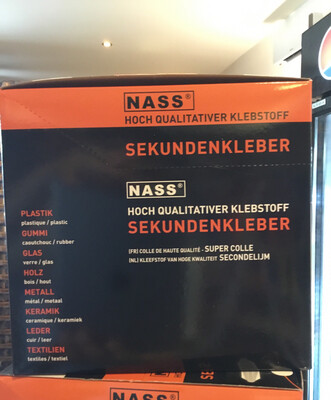 NASS®
HOCH QUALITATIVER KLEBSTOFF
SEKUNDENKLEBER
NASS®
HOCH QUALITATIVER KLEBSTOFF
SEKUNDENKLEBER
(FR) COLLE DE HAUTE QUALITÉ - SUPER COLLE
(NL) KLEEFSTOF VAN HOGE KWALITEIT SECONDELIJM
PLASTIK
plastique / plastic
GUMMI
caoutchouc / rubber
GLAS
verre / glas
HOLZ
bois / hout
METALL
métal / metaal
KERAMIK
ceramique / keramiek
LEDER
cuir / leer
TEXTILIEN
textiles / textiel
NASS®